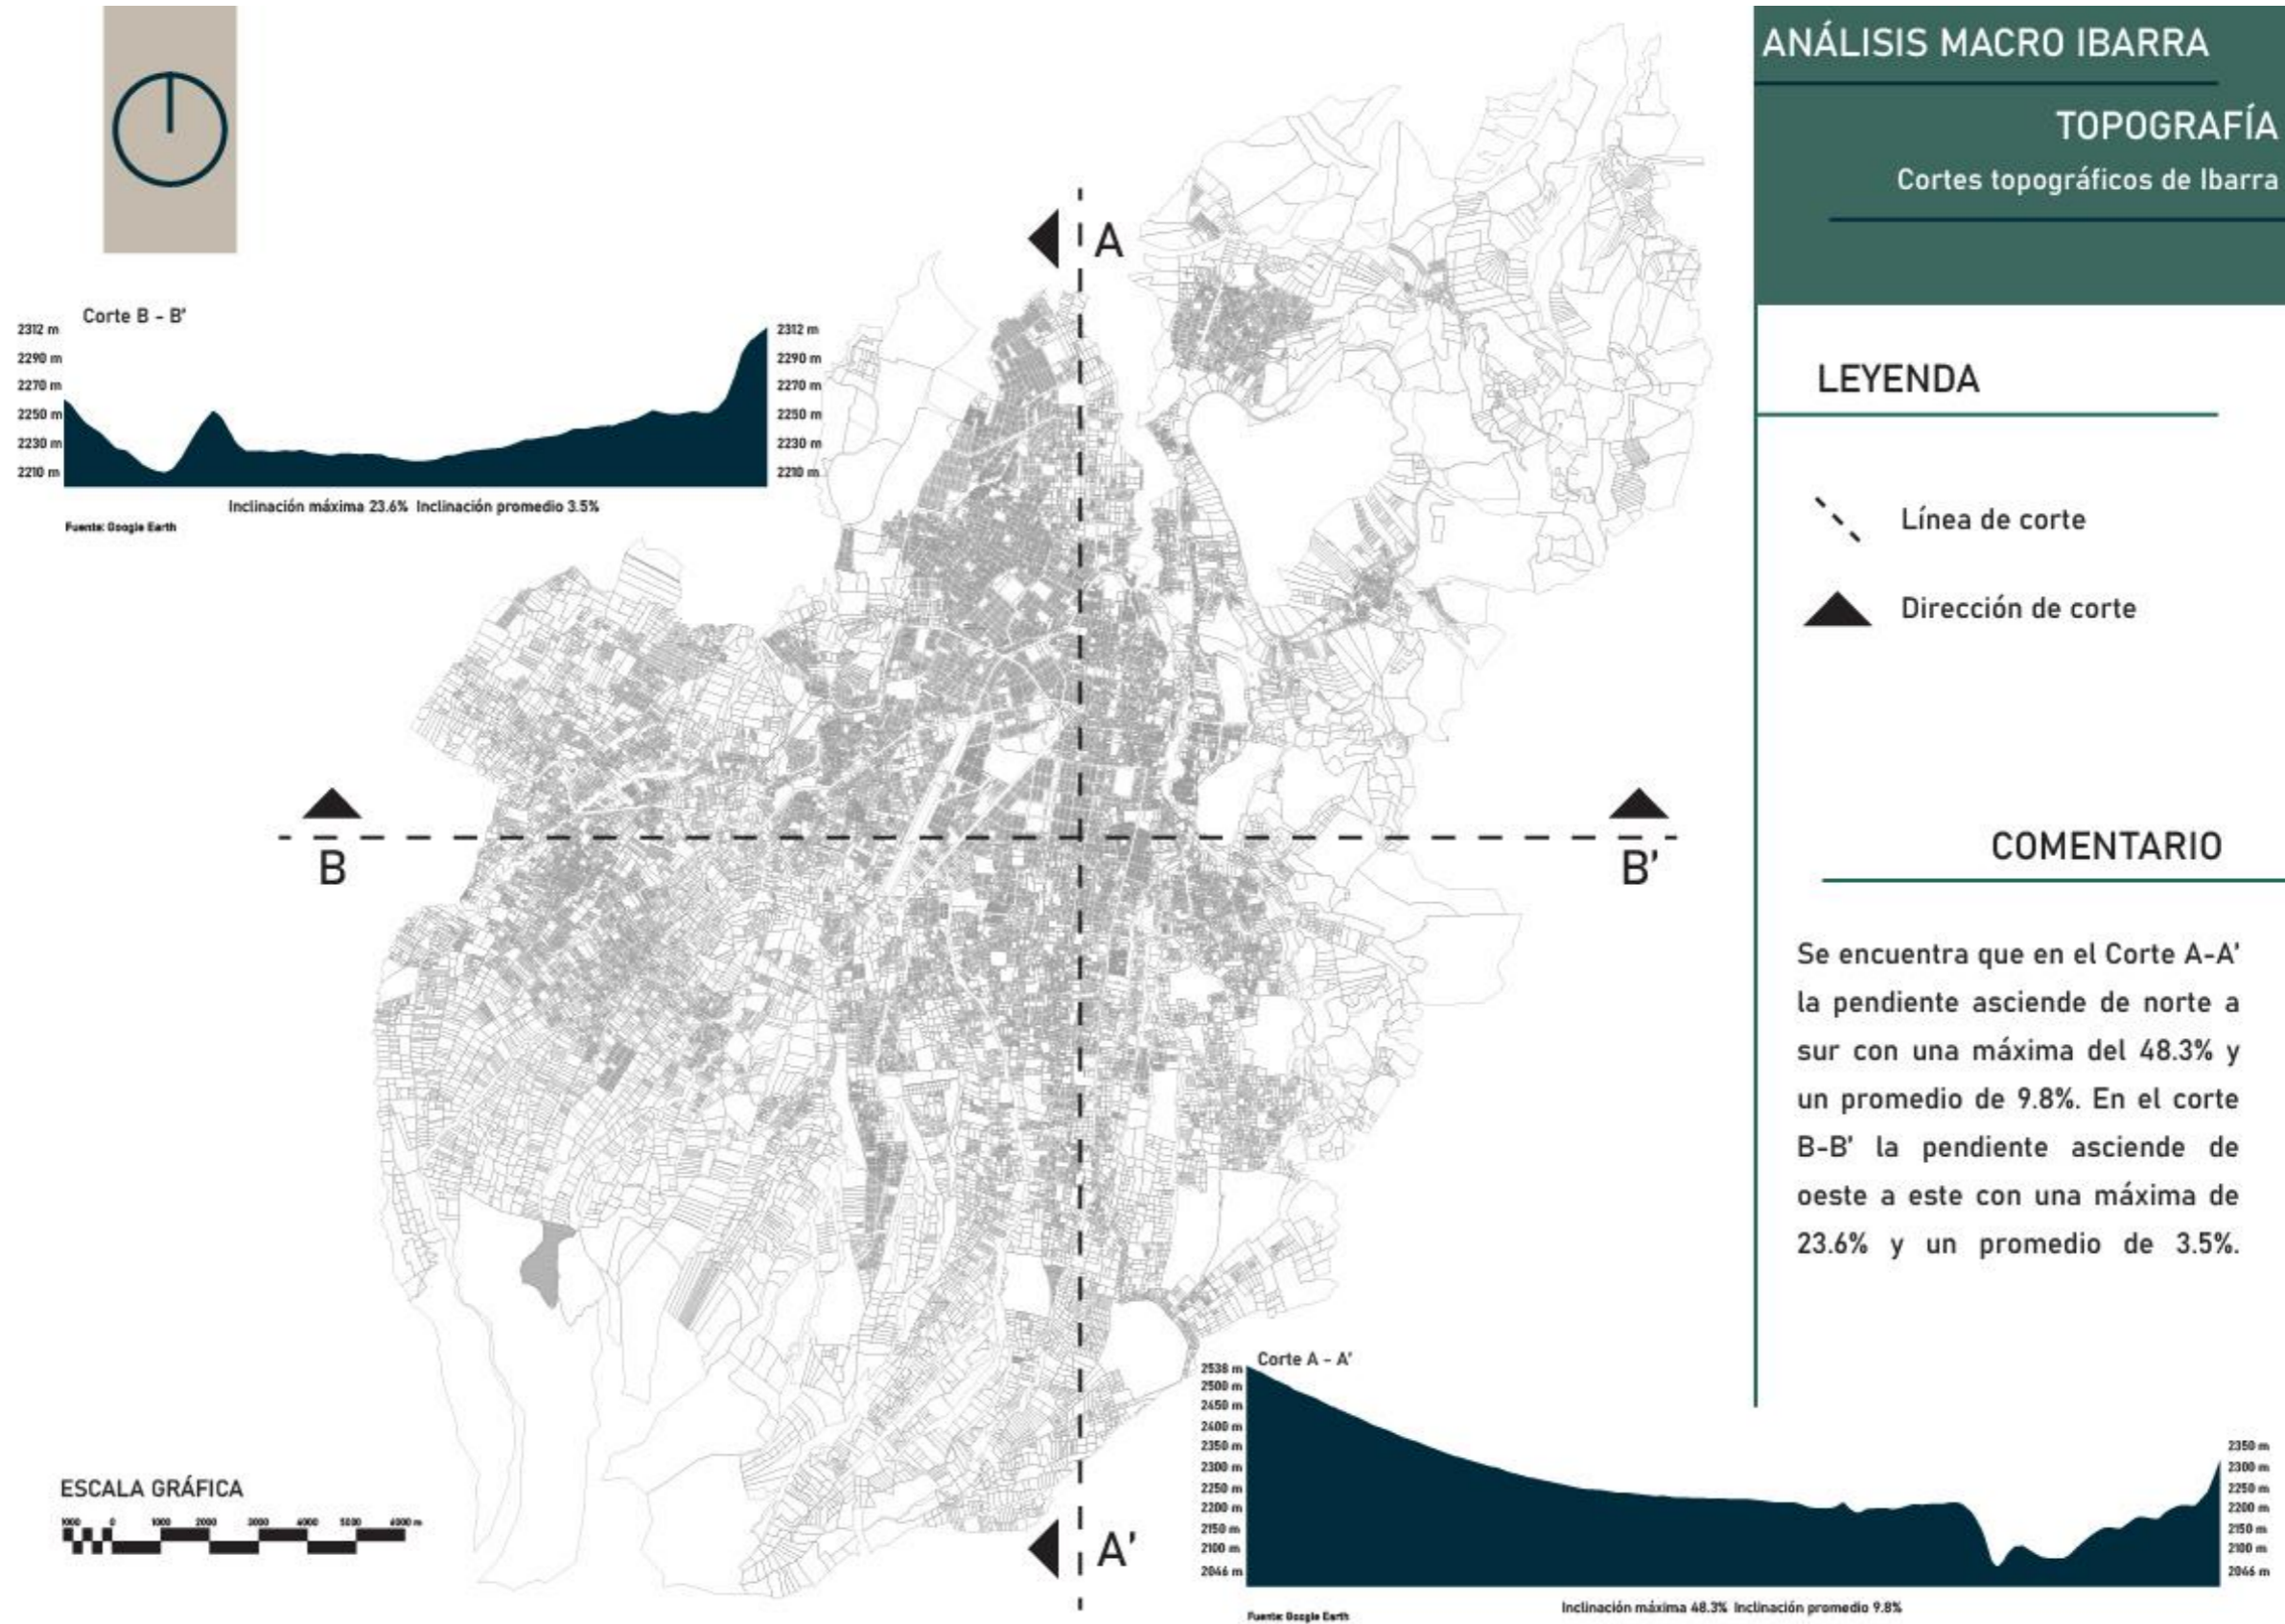 ANÁLISIS MACRO IBARRA
TOPOGRAFÍA
Cortes topográficos de Ibarra
LEYENDA
Línea de corte
Dirección de corte
COMENTARIO
Se encuentra que en el Corte A-A'
la pendiente asciende de norte a
sur con una máxima del 48.3% y
un promedio de 9.8%. En el corte
B-B' la pendiente asciende de
oeste a este con una máxima de
23.6% y un promedio de 3.5%.
A
B
B'
A'
Corte B - B'
2312 m
2290 m
2270 m
2250 m
2230 m
2210 m
2312 m
2290 m
2270 m
2250 m
2230 m
2210 m
Inclinación máxima 23.6% Inclinación promedio 3.5%
Fuente: Google Earth
Corte A - A'
2538 m
2500 m
2450 m
2400 m
2350 m
2300 m
2250 m
2200 m
2150 m
2100 m
2046 m
2350 m
2300 m
2250 m
2200 m
2150 m
2100 m
2046 m
Inclinación máxima 48.3% Inclinación promedio 9.8%
Fuente: Google Earth
ESCALA GRÁFICA
1000 0 1000 2000 3000 4000 5000 6000 m